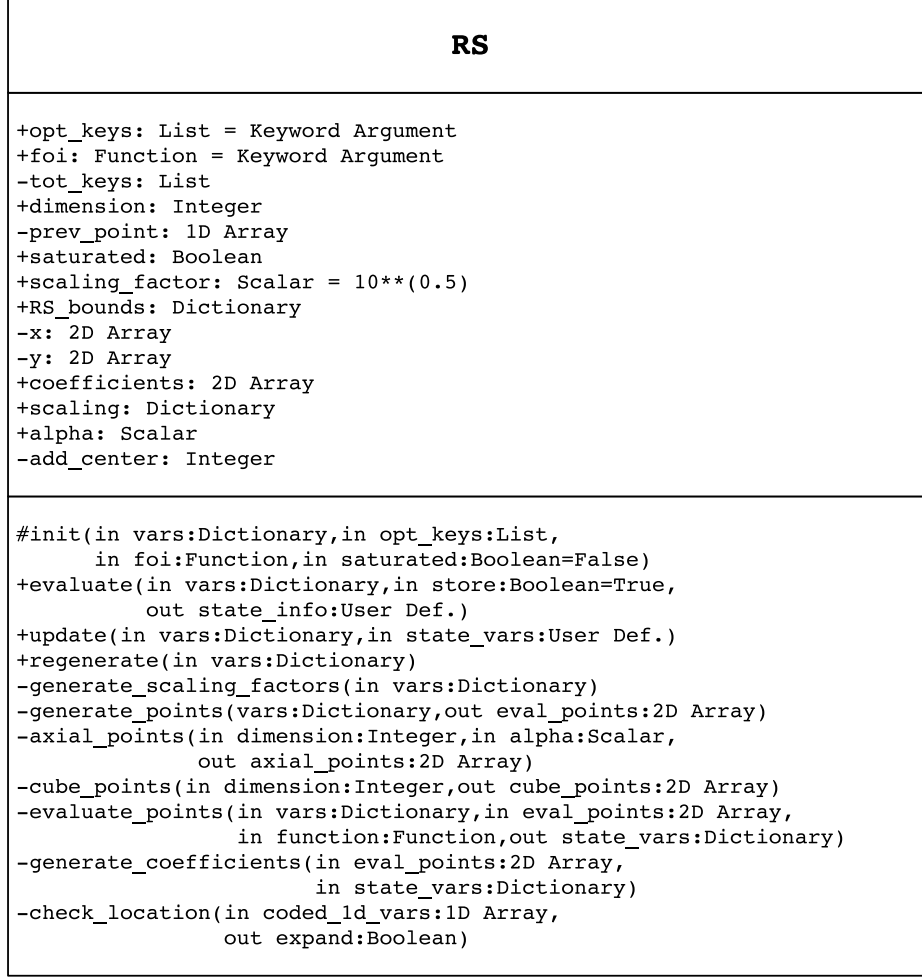 RS
+opt_keys: List = Keyword Argument
+foi: Function = Keyword Argument
-tot_keys: List
+dimension: Integer
-prev_point: 1D Array
+saturated: Boolean
+scaling_factor: Scalar = 10**(0.5)
+RS_bounds: Dictionary
-x: 2D Array
-y: 2D Array
+coefficients: 2D Array
+scaling: Dictionary
+alpha: Scalar
-add_center: Integer
#init(in vars:Dictionary,in opt_keys:List,
in foi:Function,in saturated:Boolean=False)
+evaluate(in vars:Dictionary,in store:Boolean=True,
out state_info:User Def.)
+update(in vars:Dictionary,in state_vars:User Def.)
+regenerate(in vars:Dictionary)
-generate_scaling_factors(in vars:Dictionary)
-generate_points(vars:Dictionary,out eval_points:2D Array)
-axial_points(in dimension:Integer,in alpha:Scalar,
out axial_points:2D Array)
-cube_points(in dimension:Integer,out cube_points:2D Array)
-evaluate_points(in vars:Dictionary,in eval_points:2D Array,
in function:Function,out state_vars:Dictionary)
-generate_coefficients(in eval_points:2D Array,
in state_vars:Dictionary)
-check_location(in coded_1d_vars:1D Array,
out expand:Boolean)